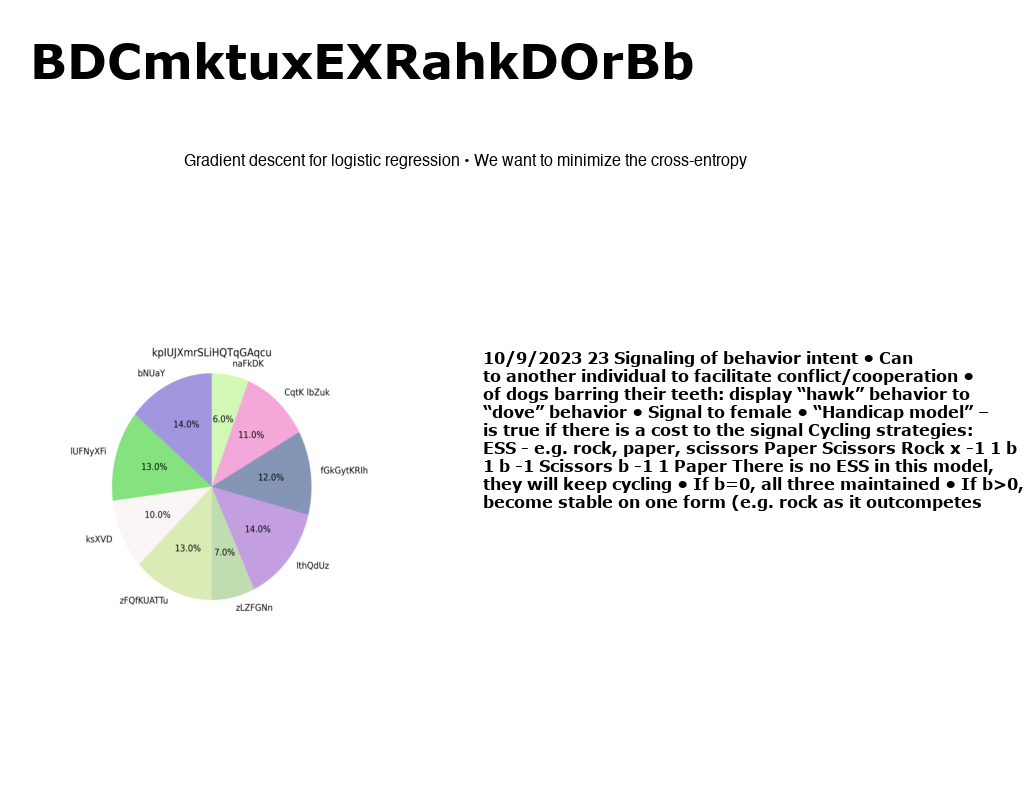 BDCmktuxEXRahkDOrBb
Gradient descent for logistic regression • We want to minimize the cross-entropy
kpIUJXmrSLiHQTqGAqcu
naFkDK
bNUaY
CqtK lbZuk
6.0%
14.0%
11.0%
lUFNyXFi
13.0%
12.0%
fGkGytKRlh
10.0%
14.0%
ksXVD
13.0%
7.0%
lthQdUz
zFQfKUATTu
zLZFGNn
10/9/2023 23 Signaling of behavior intent • Can
to another individual to facilitate conflict/cooperation •
of dogs barring their teeth: display “hawk” behavior to
“dove” behavior • Signal to female • “Handicap model” –
is true if there is a cost to the signal Cycling strategies:
ESS - e.g. rock, paper, scissors Paper Scissors Rock x -1 1 b
1 b -1 Scissors b -1 1 Paper There is no ESS in this model,
they will keep cycling • If b=0, all three maintained • If b>0,
become stable on one form (e.g. rock as it outcompetes